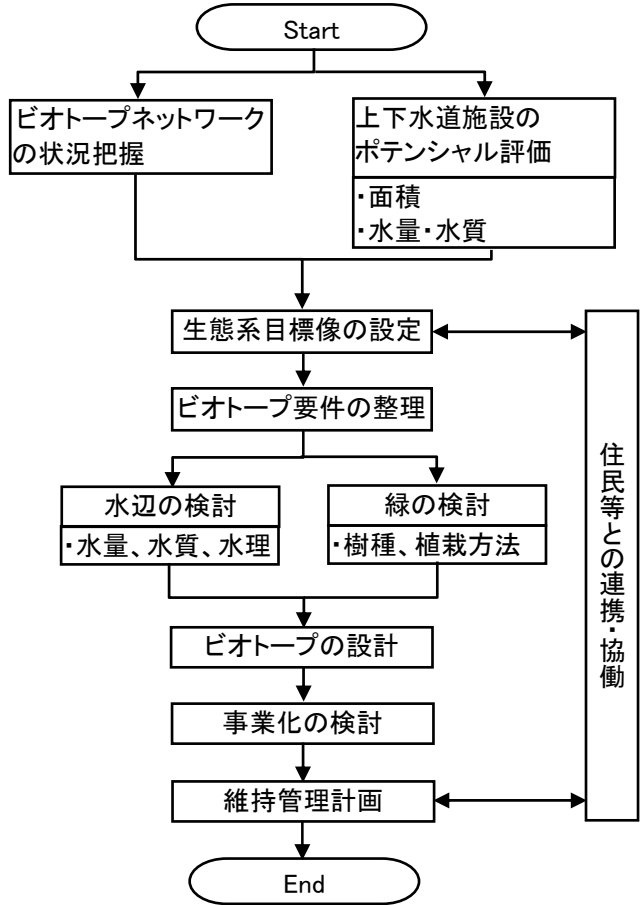 Start
ビオトープネットワーク
の状況把握
上下水道施設の
ポテンシャル評価
・面積
・水量・水質
生態系目標像の設定
ビオトープ要件の整理
水辺の検討
・水量、水質、水理
緑の検討
・樹種、植栽方法
ビオトープの設計
事業化の検討
維持管理計画
住民等との連携・協働
End